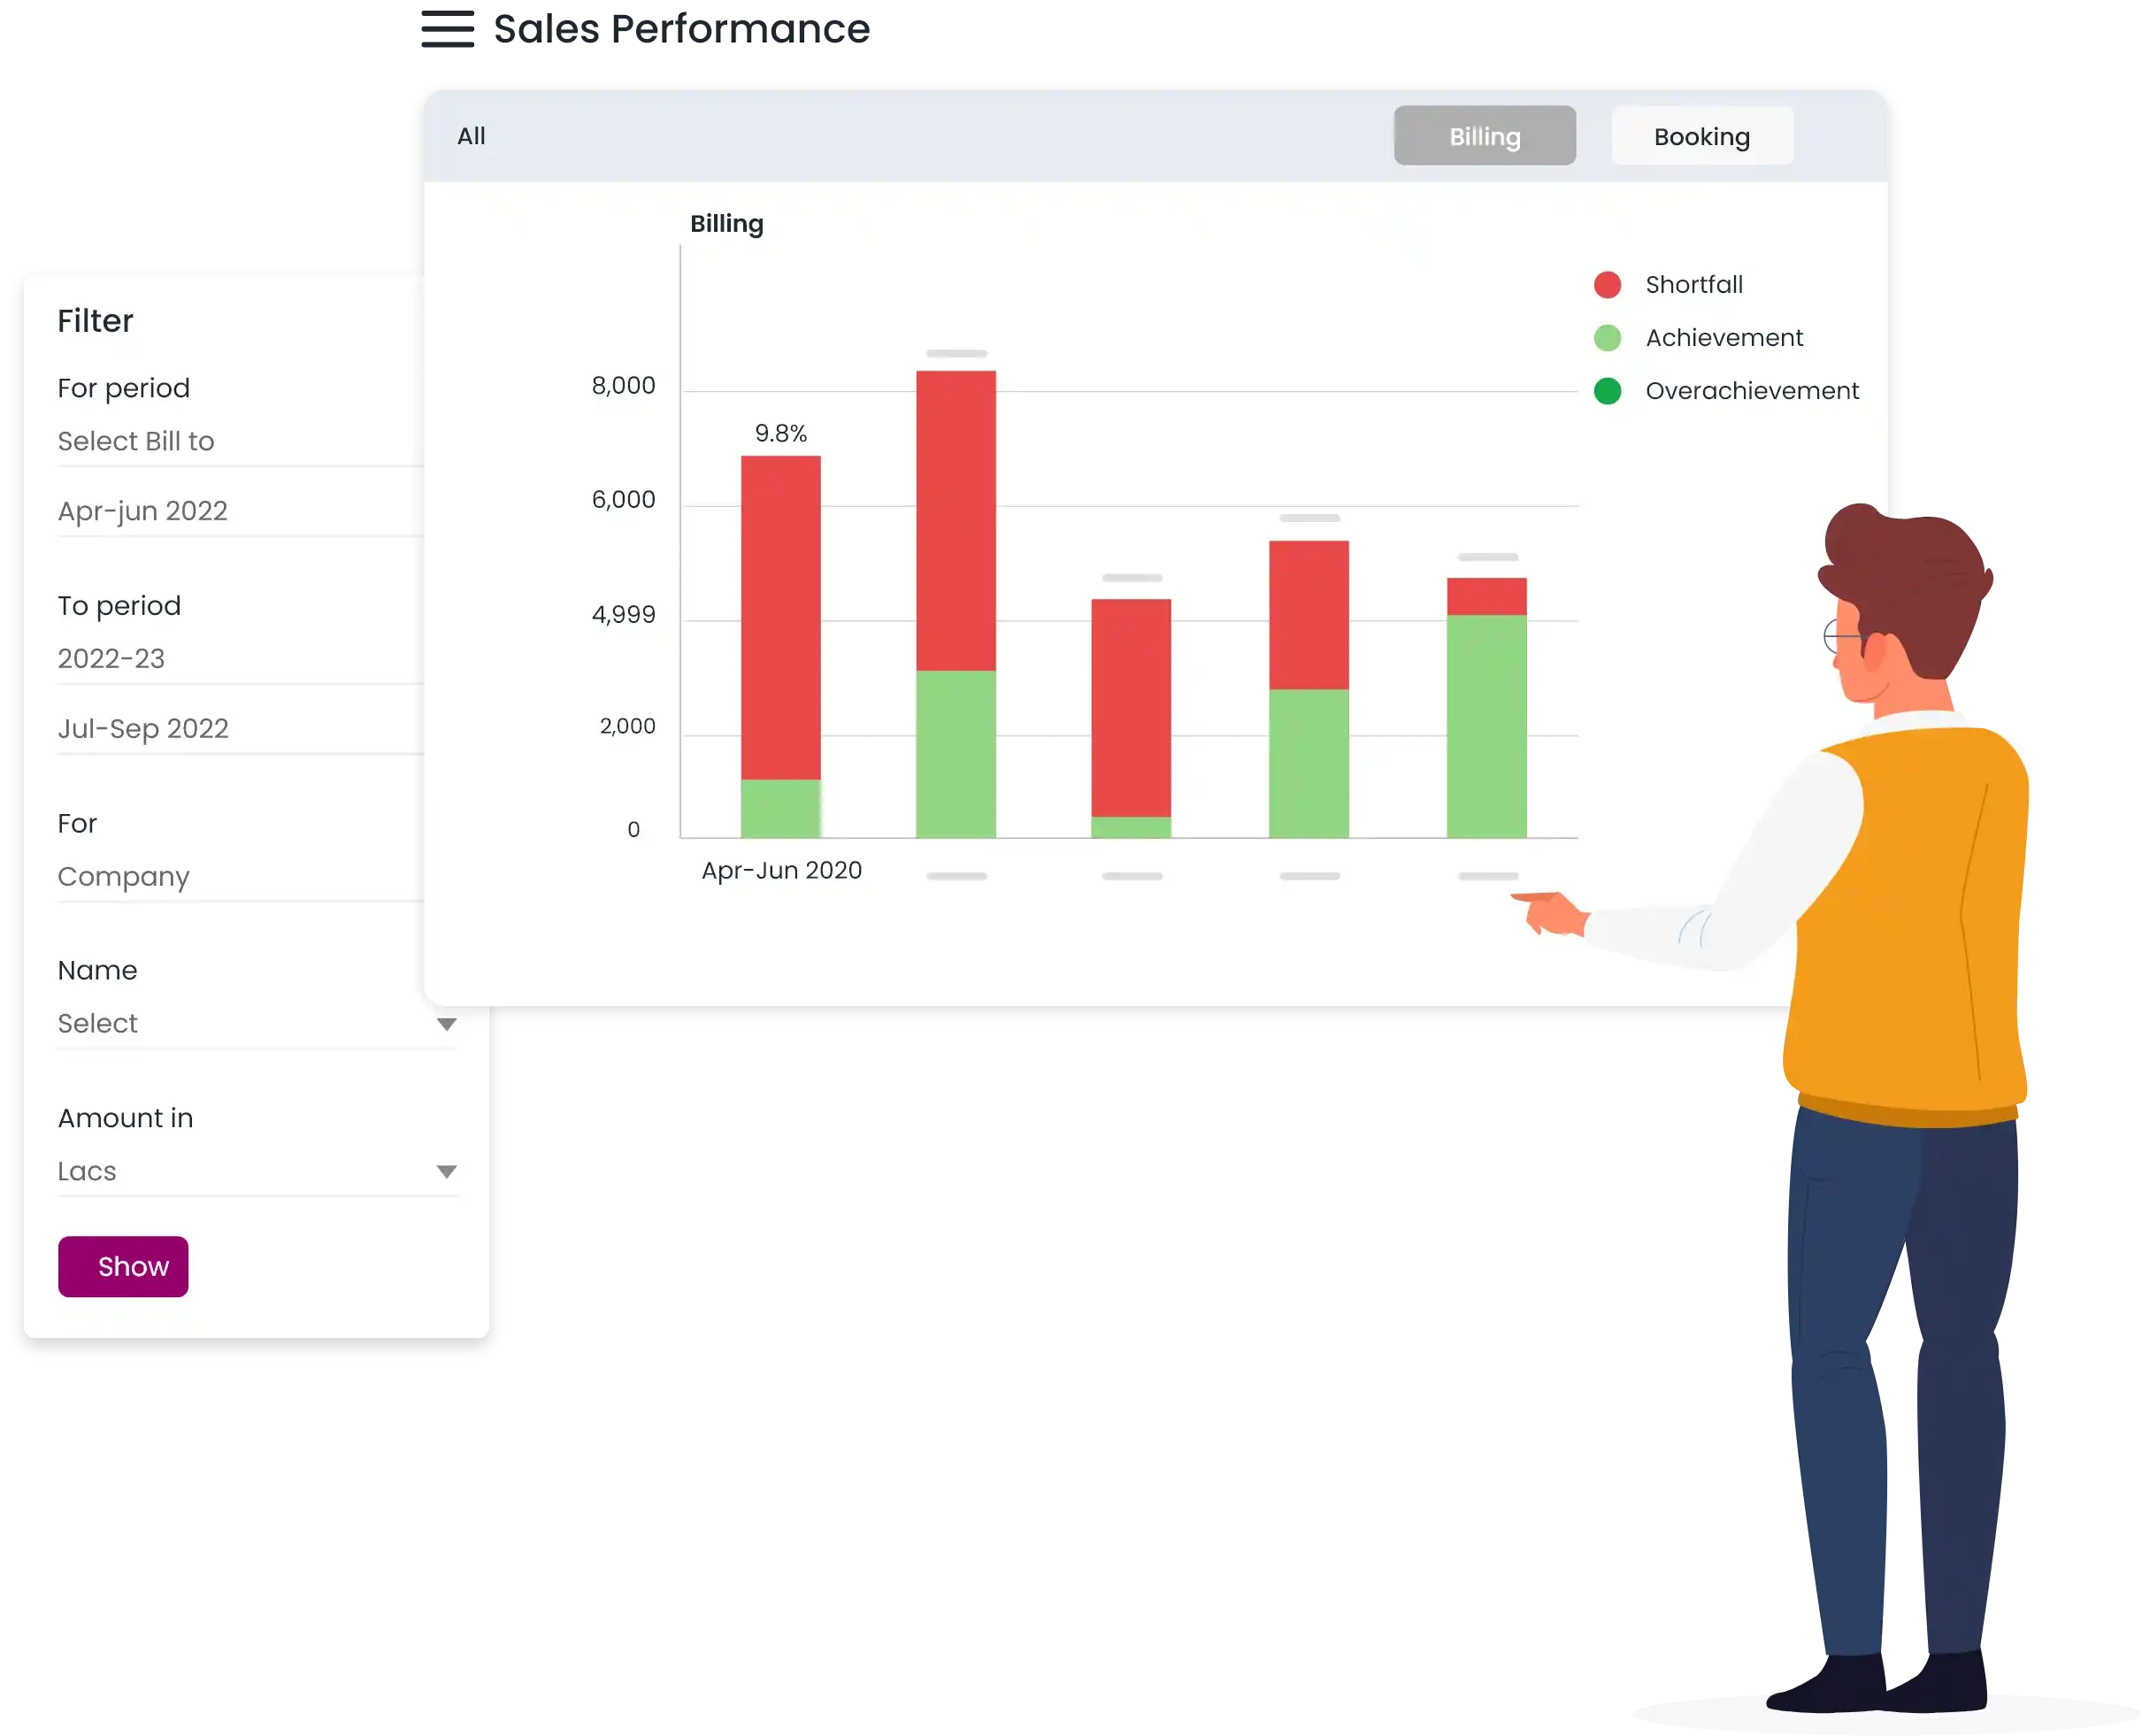 Sales Performance
All
Billing
Booking
Billing
Shortfall
Achievement
Overachievement
8,000
6,000
4,999
2,000
0
9.8%
Apr-Jun 2020
Filter
For period
Select Bill to
Apr-jun 2022
To period
2022-23
Jul-Sep 2022
For
Company
Name
Select
Amount in
Lacs
Show